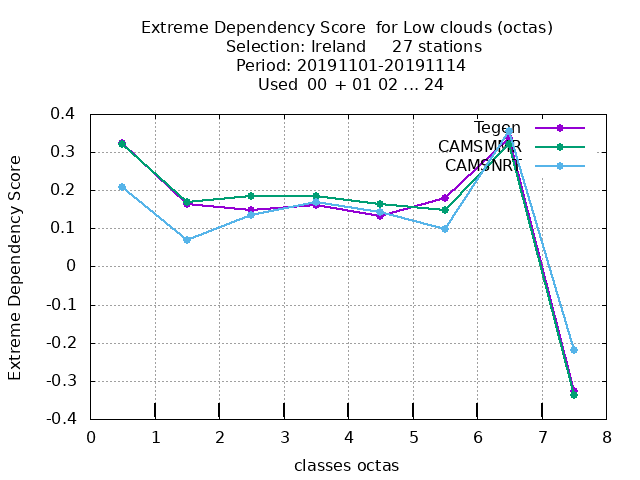 Extreme Dependency Score  for Low clouds (octas)
Selection: Ireland     27 stations
Period: 20191101-20191114
Used  00  + 01 02 ... 24
Tegen
CAMSNRT
0.4
0.3
0.2
0.1
0
-0.1
-0.2
-0.3
-0.4
Extreme Dependency Score
0 1 2 3 4 5 6 7 8
classes octas